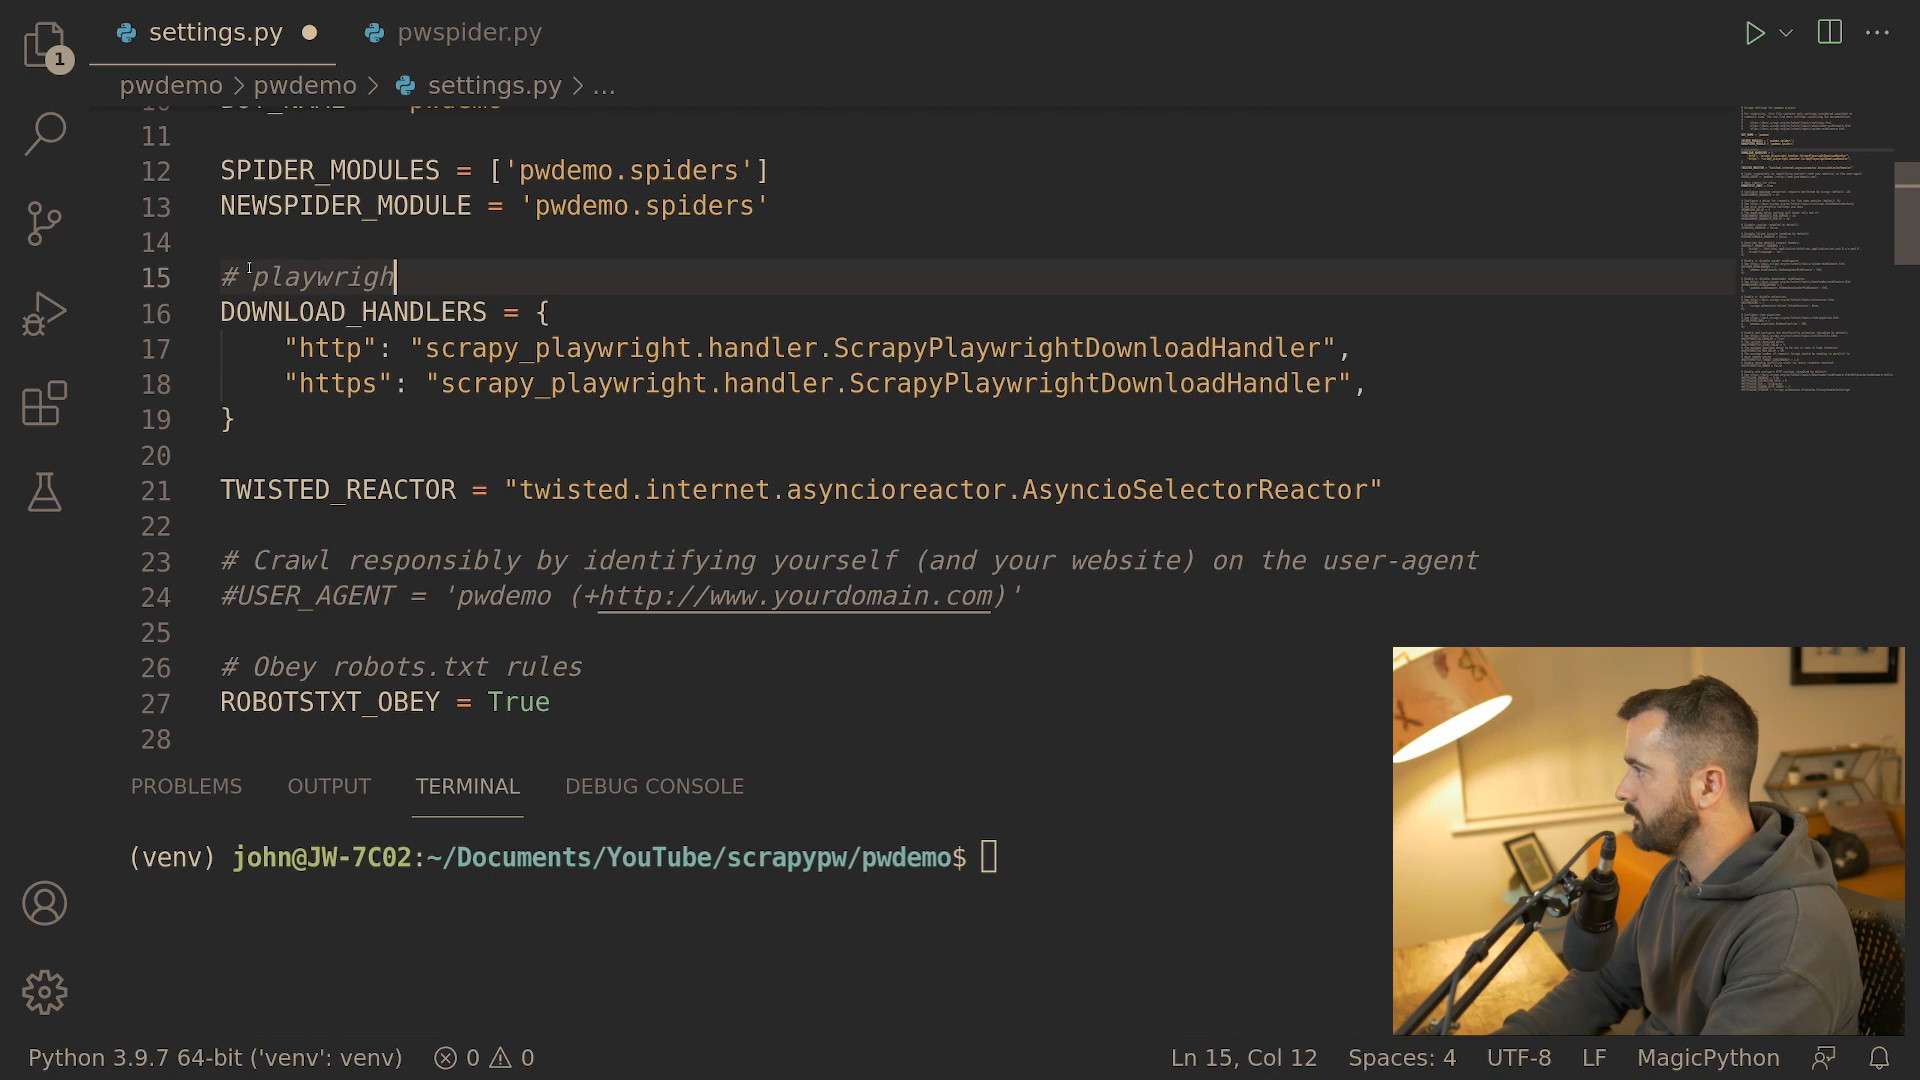 1
settings.py
pwspider.py
pwdemo > pwdemo > settings.py > ...
11
12 SPIDER_MODULES = ['pwdemo.spiders']
13 NEWSPIDER_MODULE = 'pwdemo.spiders'
14
15 # playwrigh
16 DOWNLOAD_HANDLERS = {
17 "http": "scrapy_playwright.handler.ScrapyPlaywrightDownloadHandler",
18 "https": "scrapy_playwright.handler.ScrapyPlaywrightDownloadHandler",
19 }
20
21 TWISTED_REACTOR = "twisted.internet.asyncioreactor.AsyncioSelectorReactor"
22
23 # Crawl responsibly by identifying yourself (and your website) on the user-agent
24 #USER_AGENT = 'pwdemo (+http://www.yourdomain.com)'
25
26 # Obey robots.txt rules
27 ROBOTSTXT_OBEY = True
28
PROBLEMS OUTPUT TERMINAL DEBUG CONSOLE
(venv) john@JW-7C02:~/Documents/YouTube/scrapypw/pwdemo$
Python 3.9.7 64-bit ('venv': venv) 0 0 Ln 15, Col 12 Spaces: 4 UTF-8 LF MagicPython